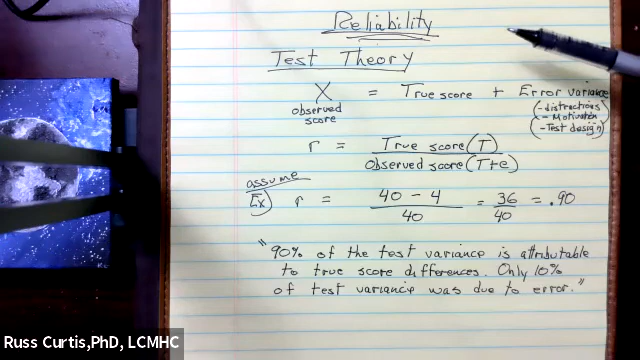 Reliability
Test Theory
X = True score + Error variance
observed score
(- distractions
- Motivation
- Test design)
r = True score (T)
Observed score (T+e)
assume
Ex) r = 40 - 4 = 36 = .90
40 40
"90% of the test variance is attributable
to true score differences. Only 10%
of test variance was due to error."
Russ Curtis,PhD, LCMHC